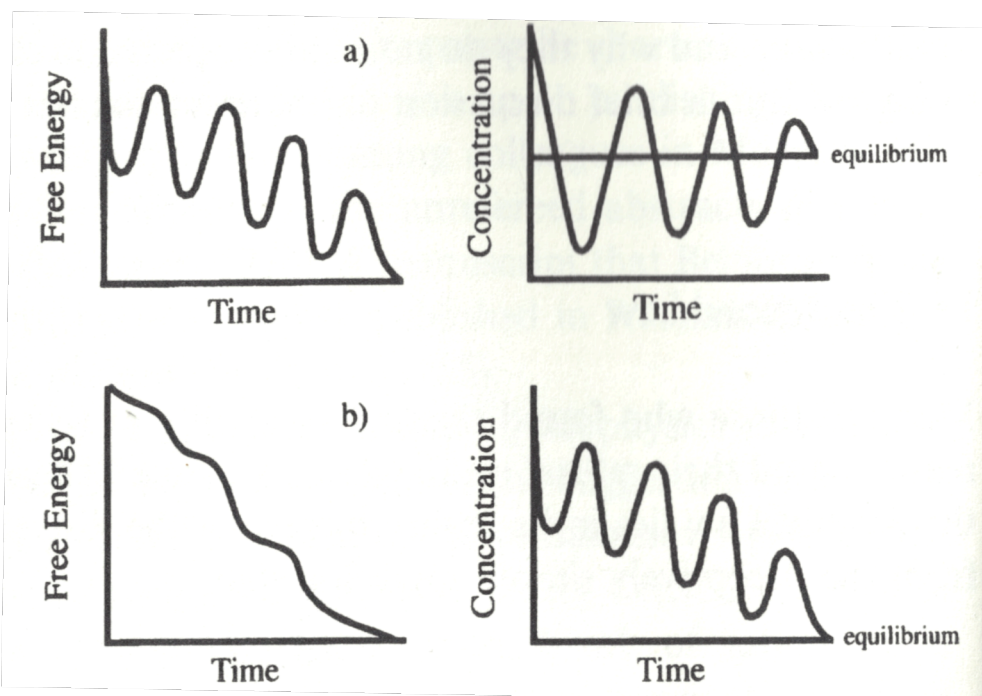 a)
Free Energy
Time
Concentration
equilibrium
Time
b)
Free Energy
Time
Concentration
equilibrium
Time